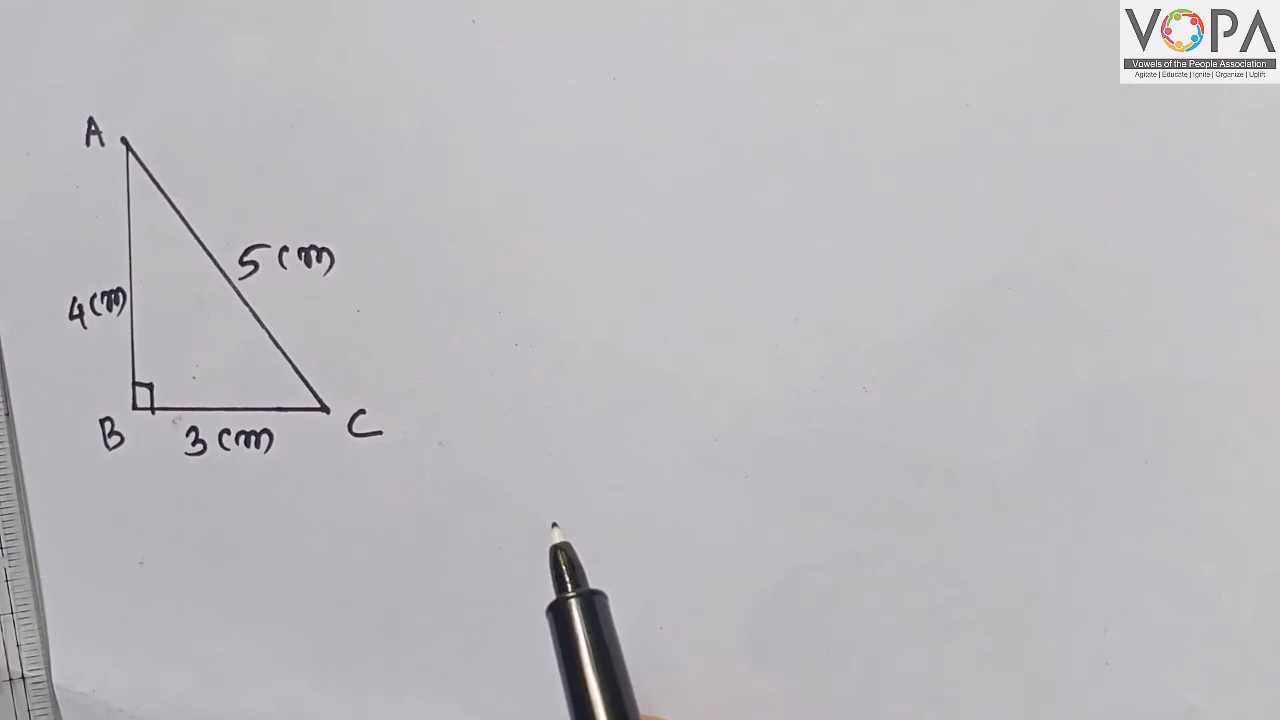 VOPA
Vowels of the People Association
Agitate | Educate | Ignite | Organize | Uplift
A
5 cm
4 cm
B
3 cm
C